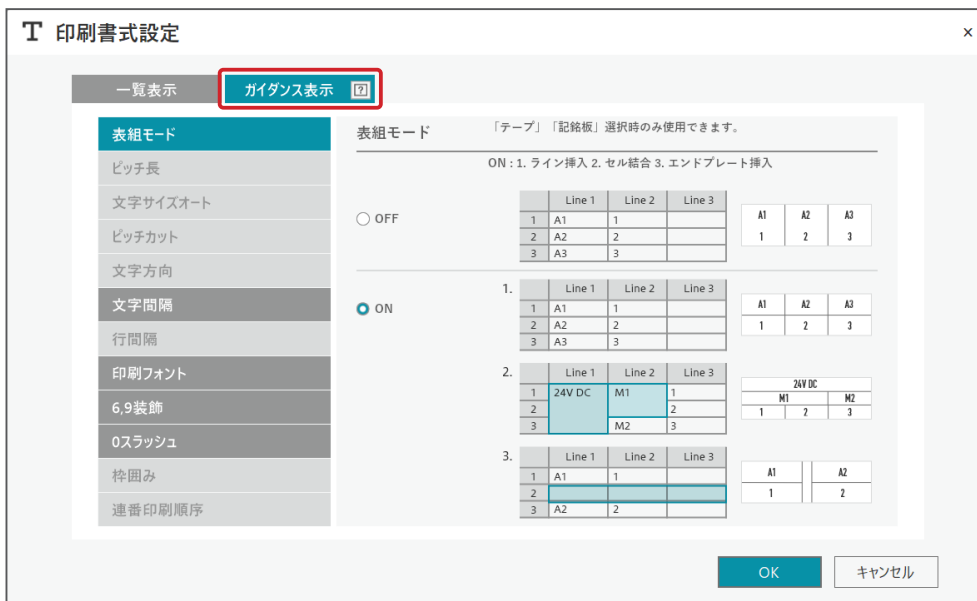 T 印刷書式設定 ×
一覧表示 ガイダンス表示 ?
表組モード
ピッチ長
文字サイズオート
ピッチカット
文字方向
文字間隔
行間隔
印刷フォント
6,9装飾
0スラッシュ
枠囲み
連番印刷順序
表組モード 「テープ」「記銘板」選択時のみ使用できます。
ON : 1. ライン挿入 2. セル結合 3. エンドプレート挿入
OFF
Line 1 Line 2 Line 3
1 A1 1
2 A2 2
3 A3 3
A1 A2 A3
1 2 3
ON
1.
Line 1 Line 2 Line 3
1 A1 1
2 A2 2
3 A3 3
A1 A2 A3
1 2 3
2.
Line 1 Line 2 Line 3
1 24V DC M1 1
2 2
3 M2 3
24V DC
M1 M2
1 2 3
3.
Line 1 Line 2 Line 3
1 A1 1
2
3 A2 2
A1 A2
1 2
OK キャンセル